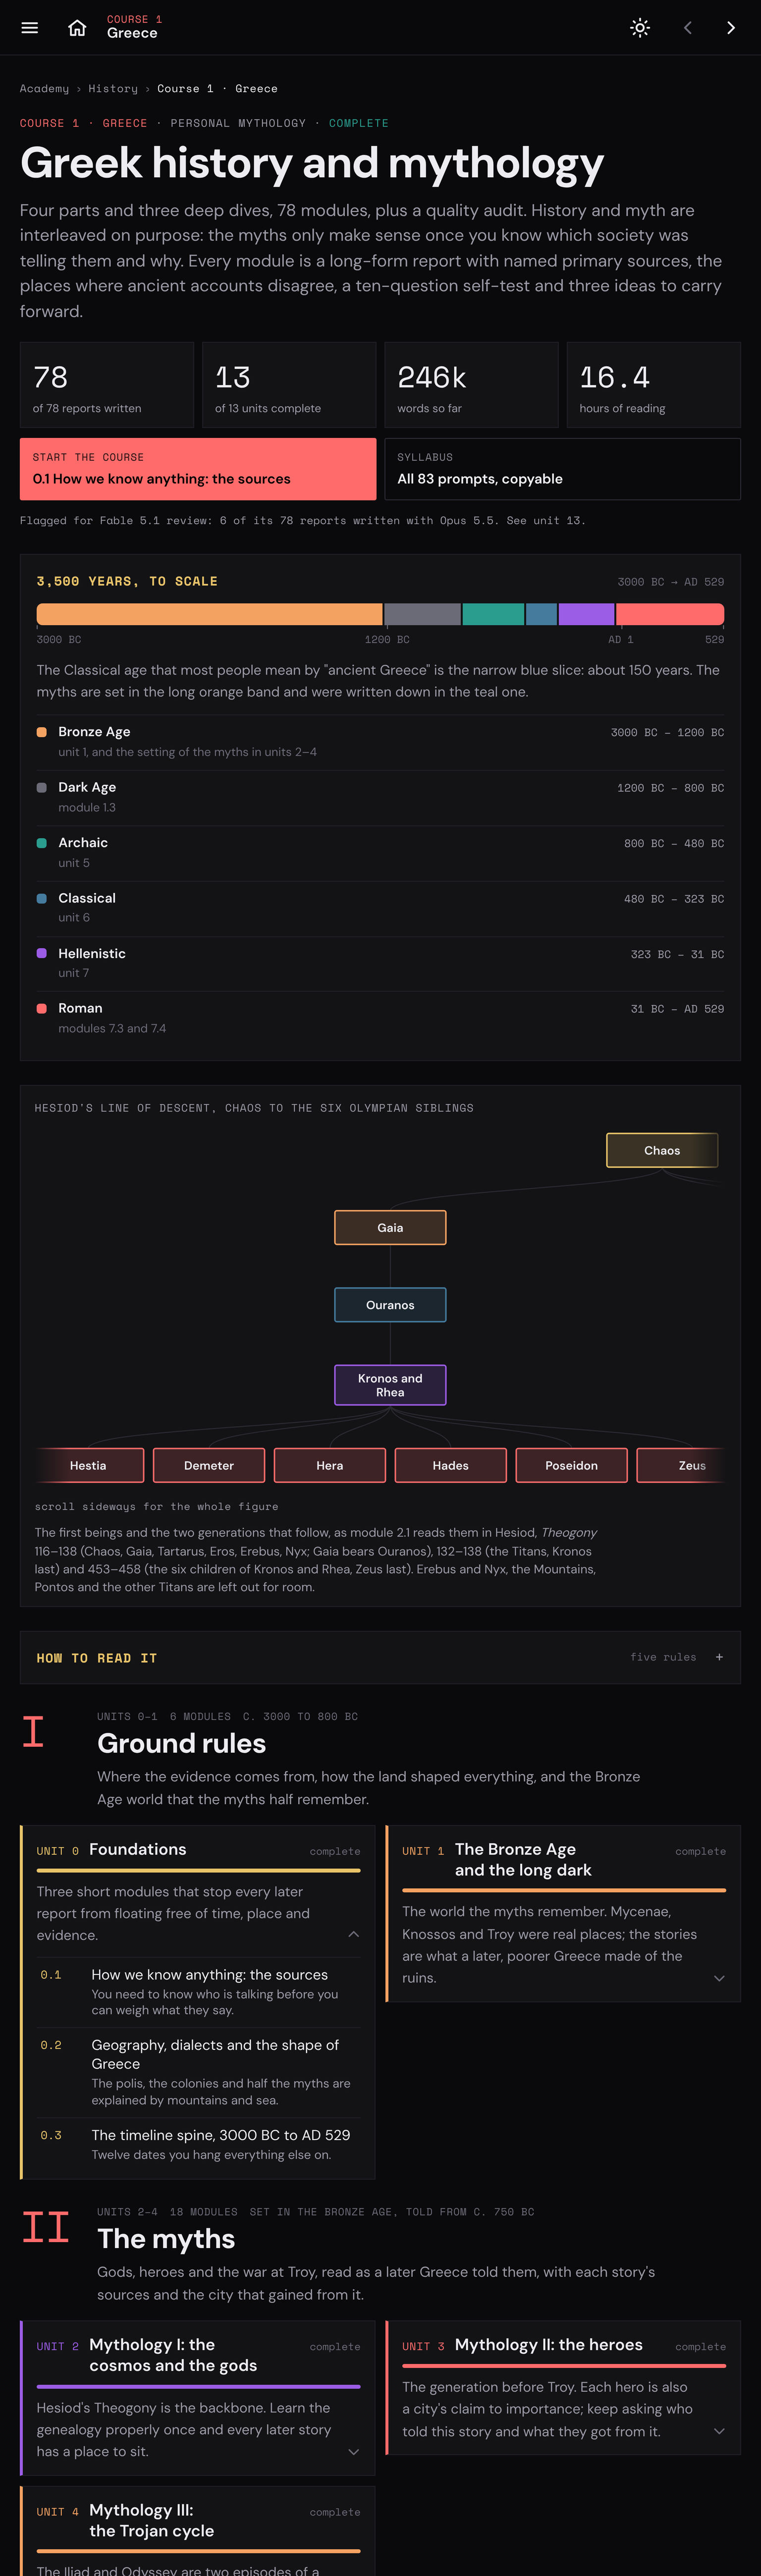 COURSE 1
Greece
Academy › History › Course 1 · Greece
COURSE 1 · GREECE · PERSONAL MYTHOLOGY · COMPLETE
Greek history and mythology
Four parts and three deep dives, 78 modules, plus a quality audit. History and myth are
interleaved on purpose: the myths only make sense once you know which society was
telling them and why. Every module is a long-form report with named primary sources, the
places where ancient accounts disagree, a ten-question self-test and three ideas to carry
forward.
78
of 78 reports written
13
of 13 units complete
246k
words so far
16.4
hours of reading
START THE COURSE
0.1 How we know anything: the sources
SYLLABUS
All 83 prompts, copyable
Flagged for Fable 5.1 review: 6 of its 78 reports written with Opus 5.5. See unit 13.
3,500 YEARS, TO SCALE
3000 BC → AD 529
3000 BC
1200 BC
AD 1
529
The Classical age that most people mean by "ancient Greece" is the narrow blue slice: about 150 years. The
myths are set in the long orange band and were written down in the teal one.
Bronze Age
3000 BC – 1200 BC
unit 1, and the setting of the myths in units 2–4
Dark Age
1200 BC – 800 BC
module 1.3
Archaic
800 BC – 480 BC
unit 5
Classical
480 BC – 323 BC
unit 6
Hellenistic
323 BC – 31 BC
unit 7
Roman
31 BC – AD 529
modules 7.3 and 7.4
HESIOD'S LINE OF DESCENT, CHAOS TO THE SIX OLYMPIAN SIBLINGS
Chaos
Gaia
Ouranos
Kronos and
Rhea
Hestia
Demeter
Hera
Hades
Poseidon
Zeus
scroll sideways for the whole figure
The first beings and the two generations that follow, as module 2.1 reads them in Hesiod, Theogony
116–138 (Chaos, Gaia, Tartarus, Eros, Erebus, Nyx; Gaia bears Ouranos), 132–138 (the Titans, Kronos
last) and 453–458 (the six children of Kronos and Rhea, Zeus last). Erebus and Nyx, the Mountains,
Pontos and the other Titans are left out for room.
HOW TO READ IT
five rules +
I
UNITS 0–1 6 MODULES C. 3000 TO 800 BC
Ground rules
Where the evidence comes from, how the land shaped everything, and the Bronze
Age world that the myths half remember.
UNIT 0 Foundations
complete
Three short modules that stop every later
report from floating free of time, place and
evidence.
0.1
How we know anything: the sources
You need to know who is talking before you
can weigh what they say.
0.2
Geography, dialects and the shape of
Greece
The polis, the colonies and half the myths are
explained by mountains and sea.
0.3
The timeline spine, 3000 BC to AD 529
Twelve dates you hang everything else on.
UNIT 1 The Bronze Age
and the long dark
complete
The world the myths remember. Mycenae,
Knossos and Troy were real places; the stories
are what a later, poorer Greece made of the
ruins.
II
UNITS 2–4 18 MODULES SET IN THE BRONZE AGE, TOLD FROM C. 750 BC
The myths
Gods, heroes and the war at Troy, read as a later Greece told them, with each story's
sources and the city that gained from it.
UNIT 2 Mythology I: the
cosmos and the gods
complete
Hesiod's Theogony is the backbone. Learn the
genealogy properly once and every later story
has a place to sit.
UNIT 3 Mythology II: the heroes
complete
The generation before Troy. Each hero is also
a city's claim to importance; keep asking who
told this story and what they got from it.
UNIT 4 Mythology III:
the Trojan cycle
complete
The Iliad and Odyssey are two episodes of a